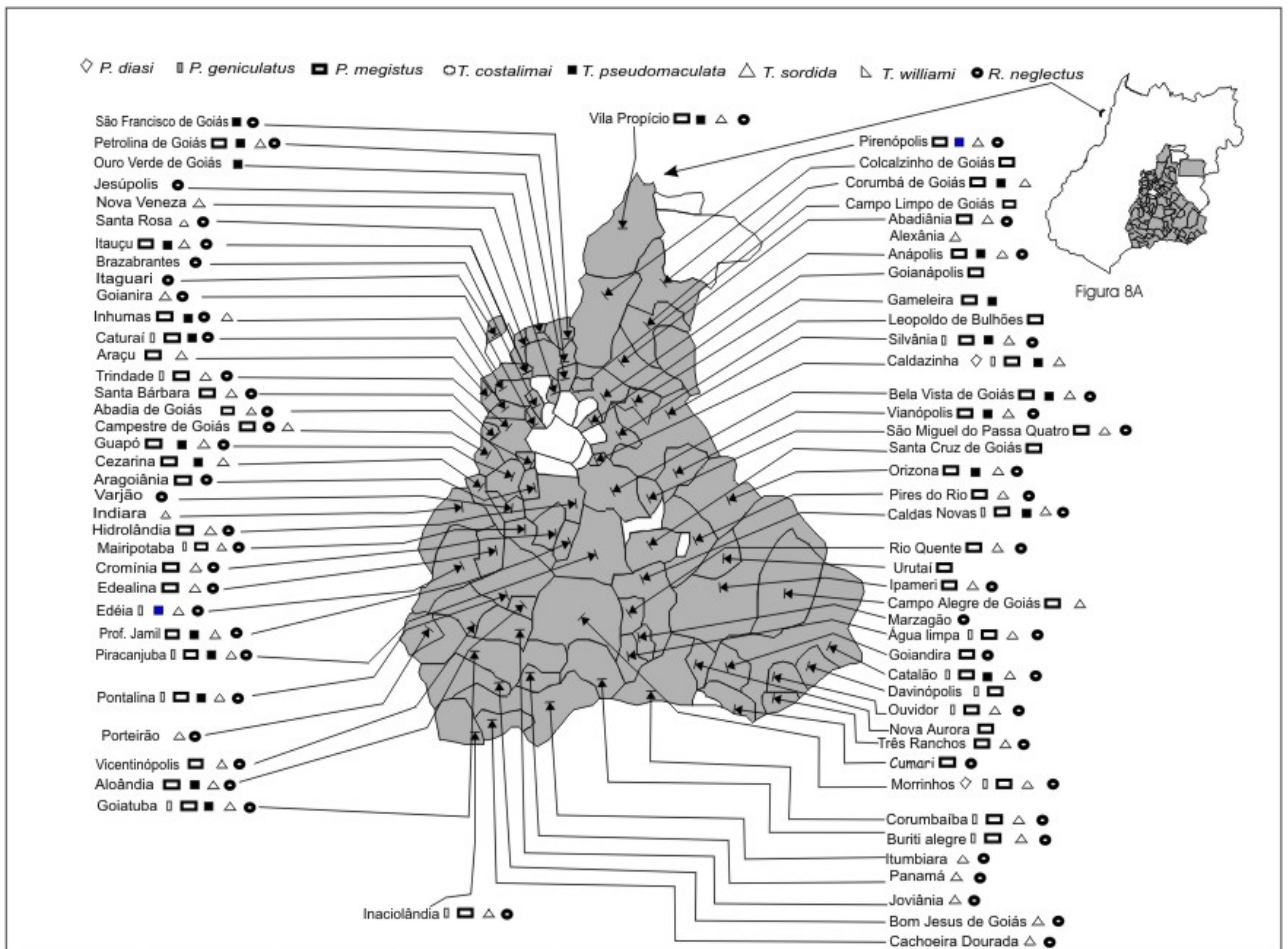 P. diasi P. geniculatus P. megistus T. costalimai T. pseudomaculata T. sordida T. williami R. neglectus
Vila Propício
São Francisco de Goiás
Petrolina de Goiás
Ouro Verde de Goiás
Jesúpolis
Nova Veneza
Santa Rosa
Itauçu
Brazabrantes
Itaguari
Goianira
Inhumas
Caturaí
Araçu
Trindade
Santa Bárbara
Abadia de Goiás
Campestre de Goiás
Guapó
Cezarina
Aragoiânia
Varjão
Indiara
Hidrolândia
Mairipotaba
Cromínia
Edealina
Edéia
Prof. Jamil
Piracanjuba
Pontalina
Porteirão
Vicentinópolis
Aloândia
Goiatuba
Inaciolândia
Pirenópolis
Colcalzinho de Goiás
Corumbá de Goiás
Campo Limpo de Goiás
Abadiânia
Alexânia
Anápolis
Goianápolis
Gameleira
Leopoldo de Bulhões
Silvânia
Caldazinha
Bela Vista de Goiás
Vianópolis
São Miguel do Passa Quatro
Santa Cruz de Goiás
Orizona
Pires do Rio
Caldas Novas
Rio Quente
Urutaí
Ipameri
Campo Alegre de Goiás
Marzagão
Água limpa
Goiandira
Catalão
Davinópolis
Ouvidor
Nova Aurora
Três Ranchos
Cumari
Morrinhos
Corumbaíba
Buriti alegre
Itumbiara
Panamá
Joviânia
Bom Jesus de Goiás
Cachoeira Dourada
Figura 8A